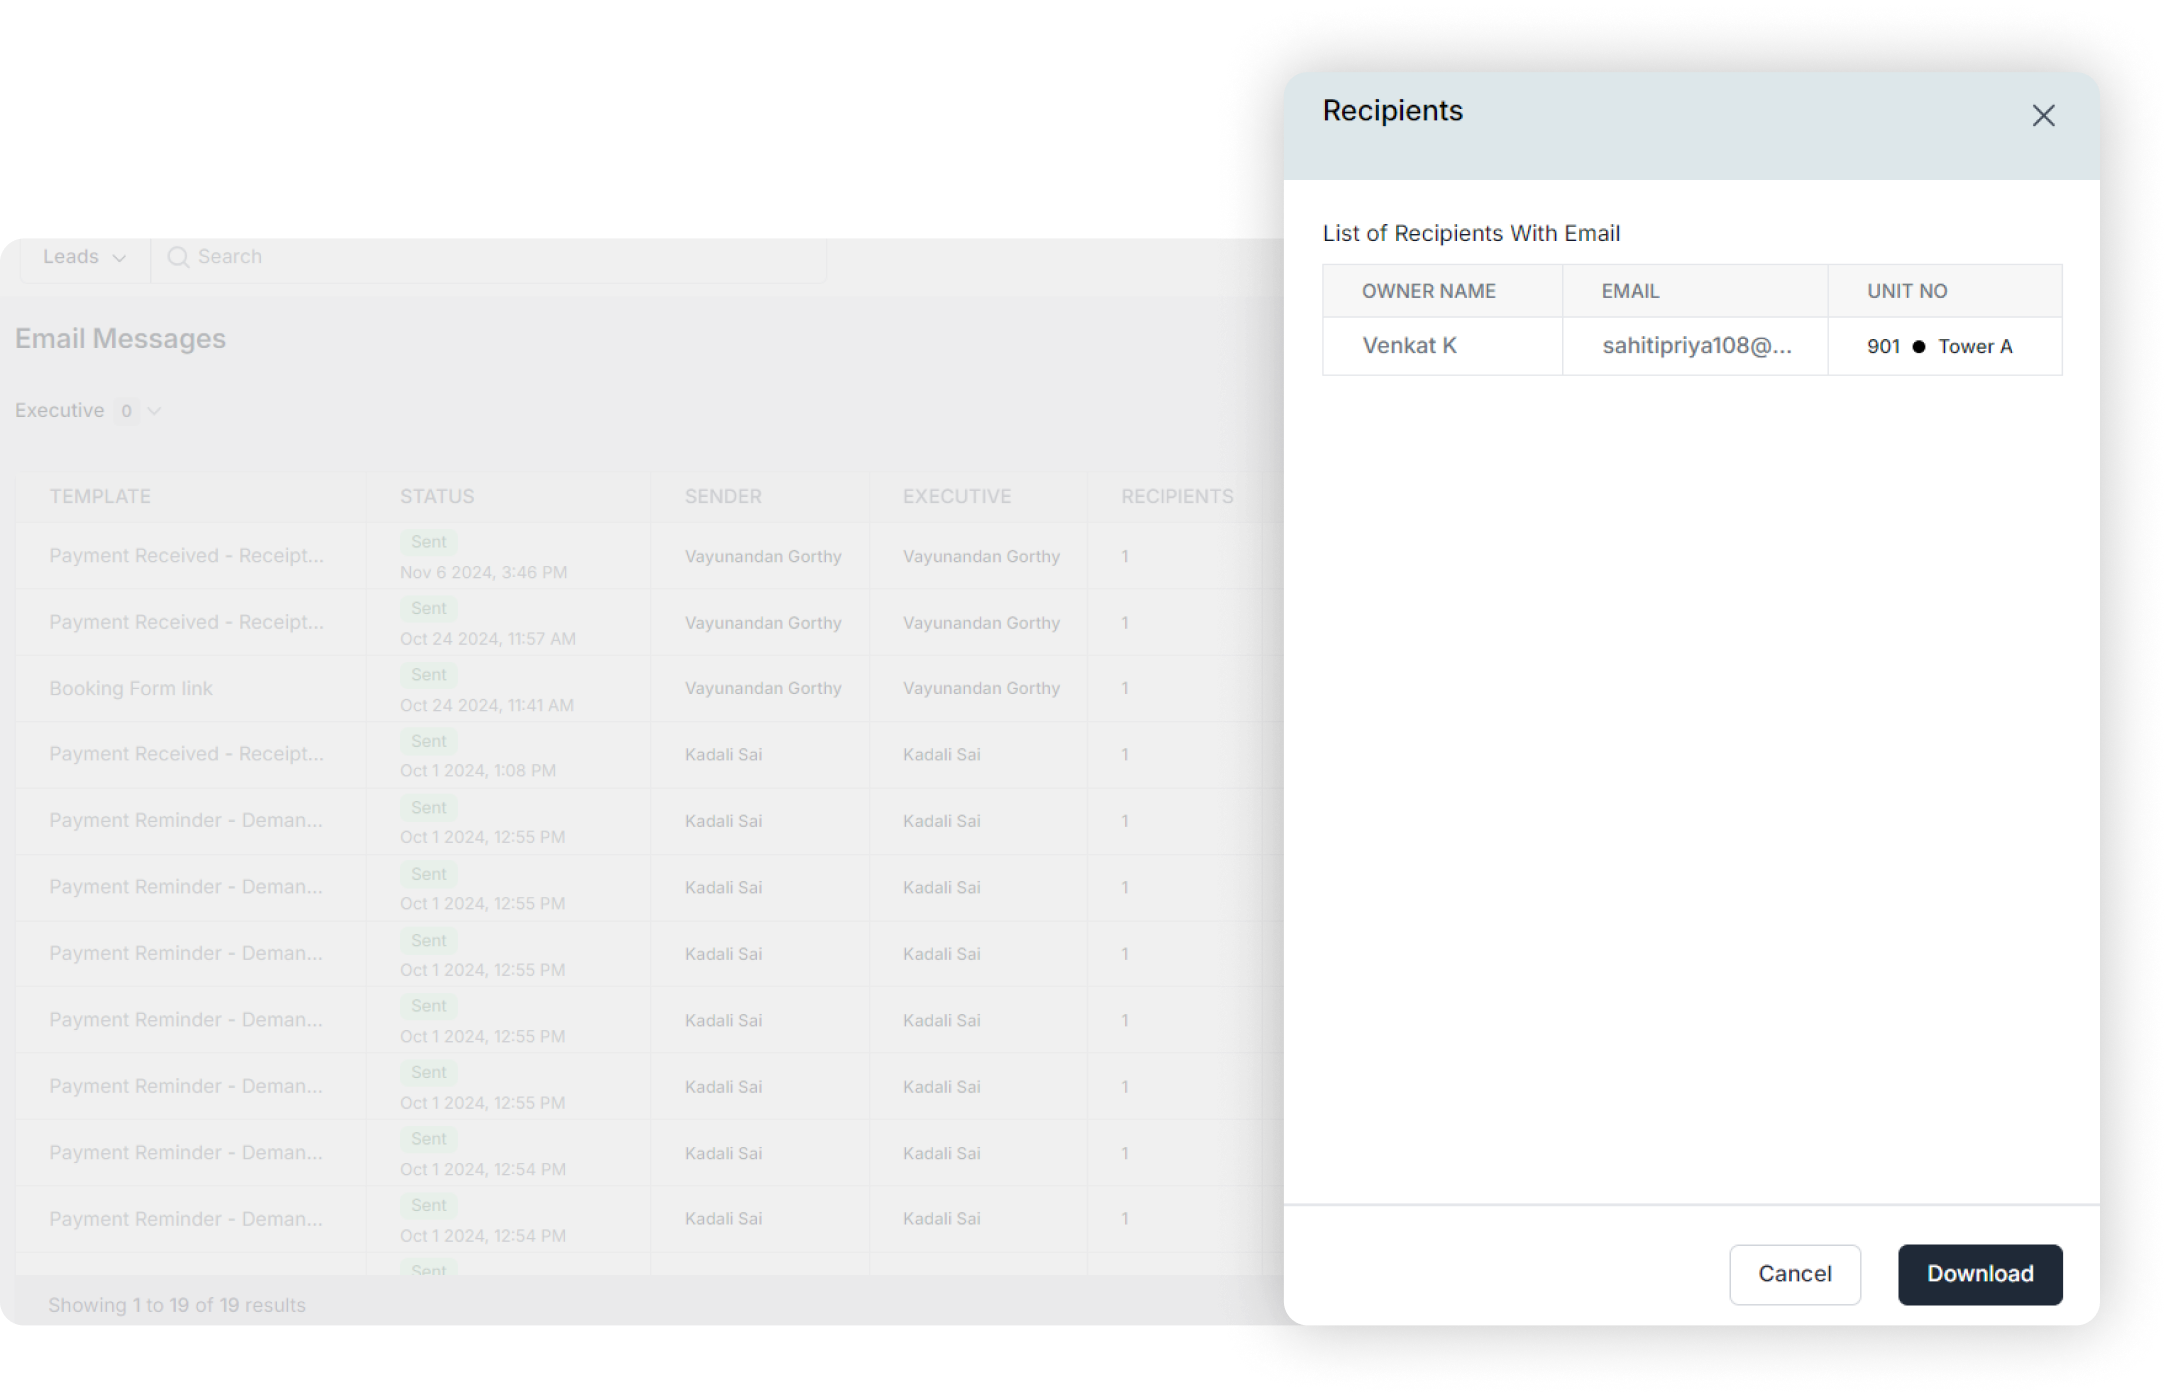 Leads
Search
Email Messages
Executive 0
TEMPLATE STATUS SENDER EXECUTIVE RECIPIENTS
Payment Received - Receipt... Sent Nov 6 2024, 3:46 PM Vayunandan Gorthy Vayunandan Gorthy 1
Payment Received - Receipt... Sent Oct 24 2024, 11:57 AM Vayunandan Gorthy Vayunandan Gorthy 1
Booking Form link Sent Oct 24 2024, 11:41 AM Vayunandan Gorthy Vayunandan Gorthy 1
Payment Received - Receipt... Sent Oct 1 2024, 1:08 PM Kadali Sai Kadali Sai 1
Payment Reminder - Deman... Sent Oct 1 2024, 12:55 PM Kadali Sai Kadali Sai 1
Payment Reminder - Deman... Sent Oct 1 2024, 12:55 PM Kadali Sai Kadali Sai 1
Payment Reminder - Deman... Sent Oct 1 2024, 12:55 PM Kadali Sai Kadali Sai 1
Payment Reminder - Deman... Sent Oct 1 2024, 12:55 PM Kadali Sai Kadali Sai 1
Payment Reminder - Deman... Sent Oct 1 2024, 12:55 PM Kadali Sai Kadali Sai 1
Payment Reminder - Deman... Sent Oct 1 2024, 12:54 PM Kadali Sai Kadali Sai 1
Payment Reminder - Deman... Sent Oct 1 2024, 12:54 PM Kadali Sai Kadali Sai 1
Sent
Showing 1 to 19 of 19 results
Recipients
List of Recipients With Email
OWNER NAME EMAIL UNIT NO
Venkat K sahitipriya108@... 901 ● Tower A
Cancel Download